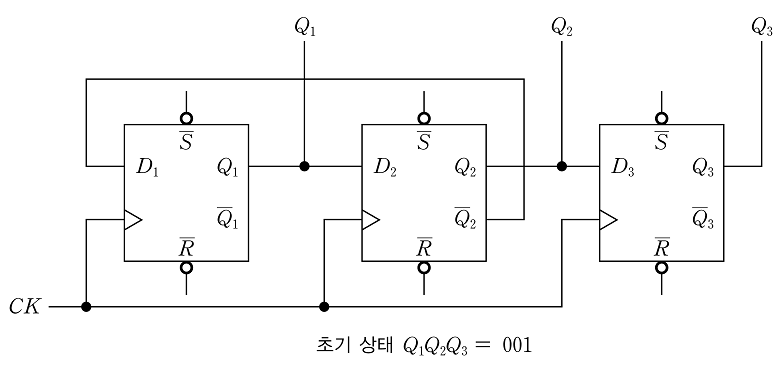 Q₁ Q₂ Q₃
S̅ S̅ S̅
D₁ Q₁ D₂ Q₂ D₃ Q₃
Q̅₁ Q̅₂ Q̅₃
R̅ R̅ R̅
CK
초기 상태 Q₁Q₂Q₃ = 001